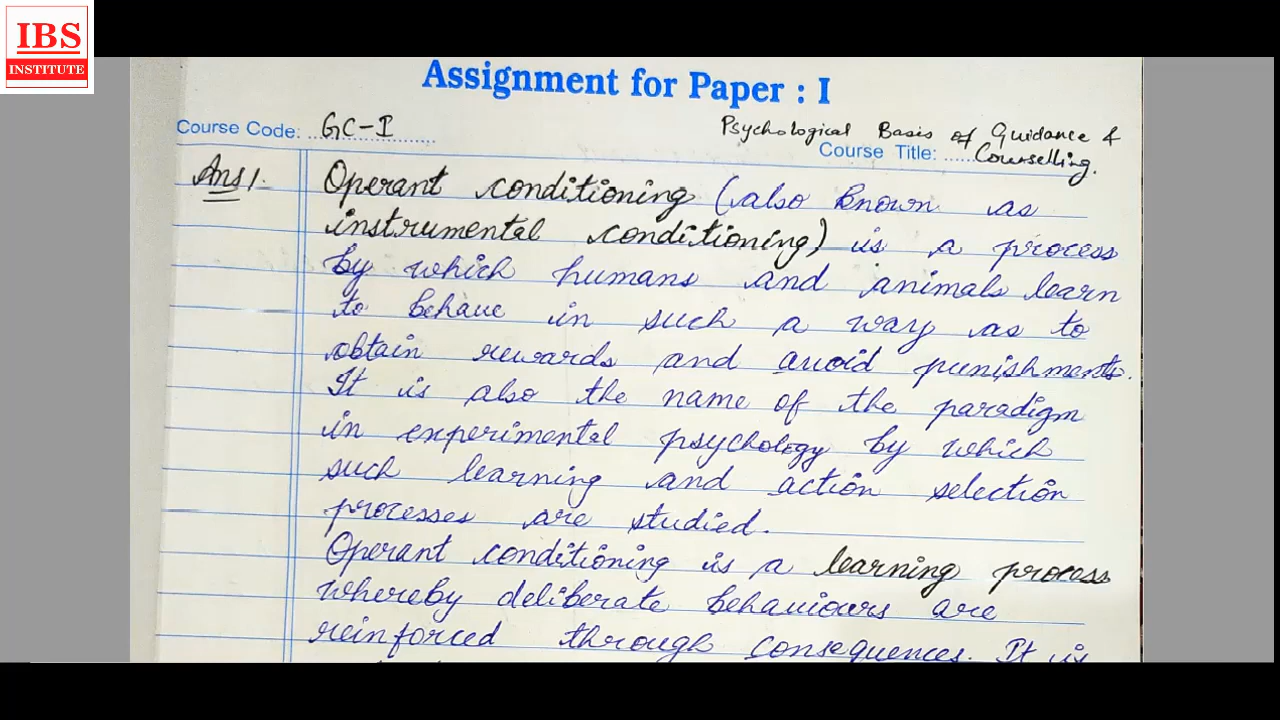 IBS
INSTITUTE
Assignment for Paper : I
Course Code: GC-I
Psychological Basis of Guidance &
Course Title: Counselling.
Ans 1. Operant conditioning (also known as
instrumental conditioning) is a process
by which humans and animals learn
to behave in such a way as to
obtain rewards and avoid punishments.
It is also the name of the paradigm
in experimental psychology by which
such learning and action selection
processes are studied.
Operant conditioning is a learning process
whereby deliberate behaviours are
reinforced through consequences. It is